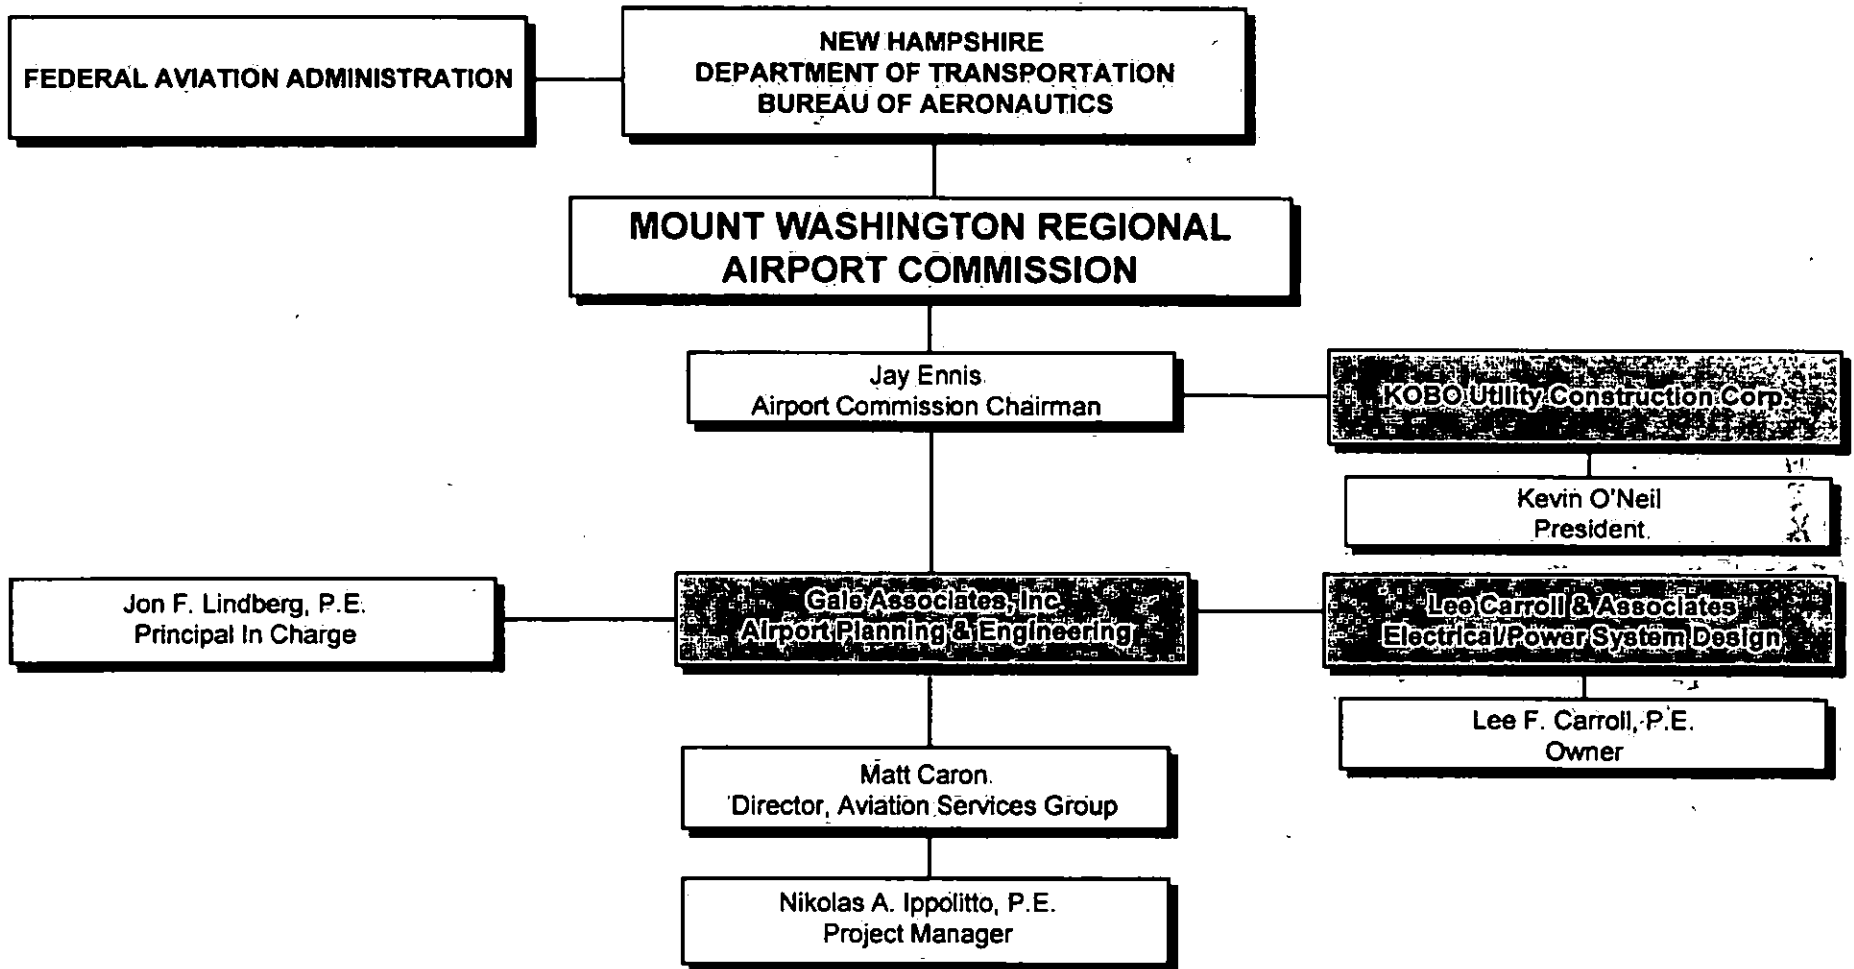 FEDERAL AVIATION ADMINISTRATION
NEW HAMPSHIRE
DEPARTMENT OF TRANSPORTATION
BUREAU OF AERONAUTICS
MOUNT WASHINGTON REGIONAL
AIRPORT COMMISSION
Jay Ennis
Airport Commission Chairman
KOBO Utility Construction Corp.
Kevin O'Neil
President
Jon F. Lindberg, P.E.
Principal In Charge
Gale Associates, Inc.
Airport Planning & Engineering
Lee Carroll & Associates
Electrical/Power System Design
Lee F. Carroll, P.E.
Owner
Matt Caron
Director, Aviation Services Group
Nikolas A. Ippolitto, P.E.
Project Manager